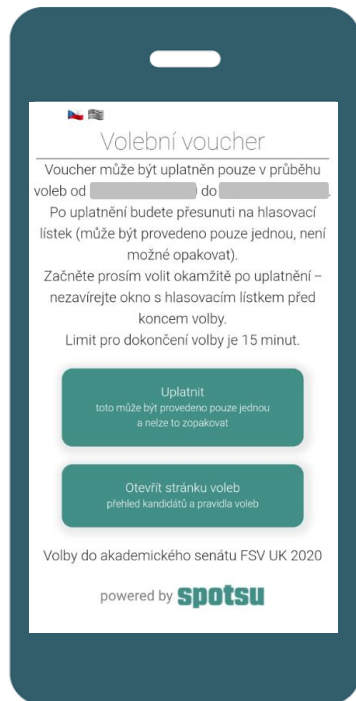 Volební voucher
Voucher může být uplatněn pouze v průběhu
voleb od do .
Po uplatnění budete přesunuti na hlasovací
lístek (může být provedeno pouze jednou, není
možné opakovat).
Začněte prosím volit okamžitě po uplatnění –
nezavírejte okno s hlasovacím lístkem před
koncem volby.
Limit pro dokončení volby je 15 minut.
Uplatnit
toto může být provedeno pouze jednou
a nelze to zopakovat
Otevřít stránku voleb
přehled kandidátů a pravidla voleb
Volby do akademického senátu FSV UK 2020
powered by spotsu